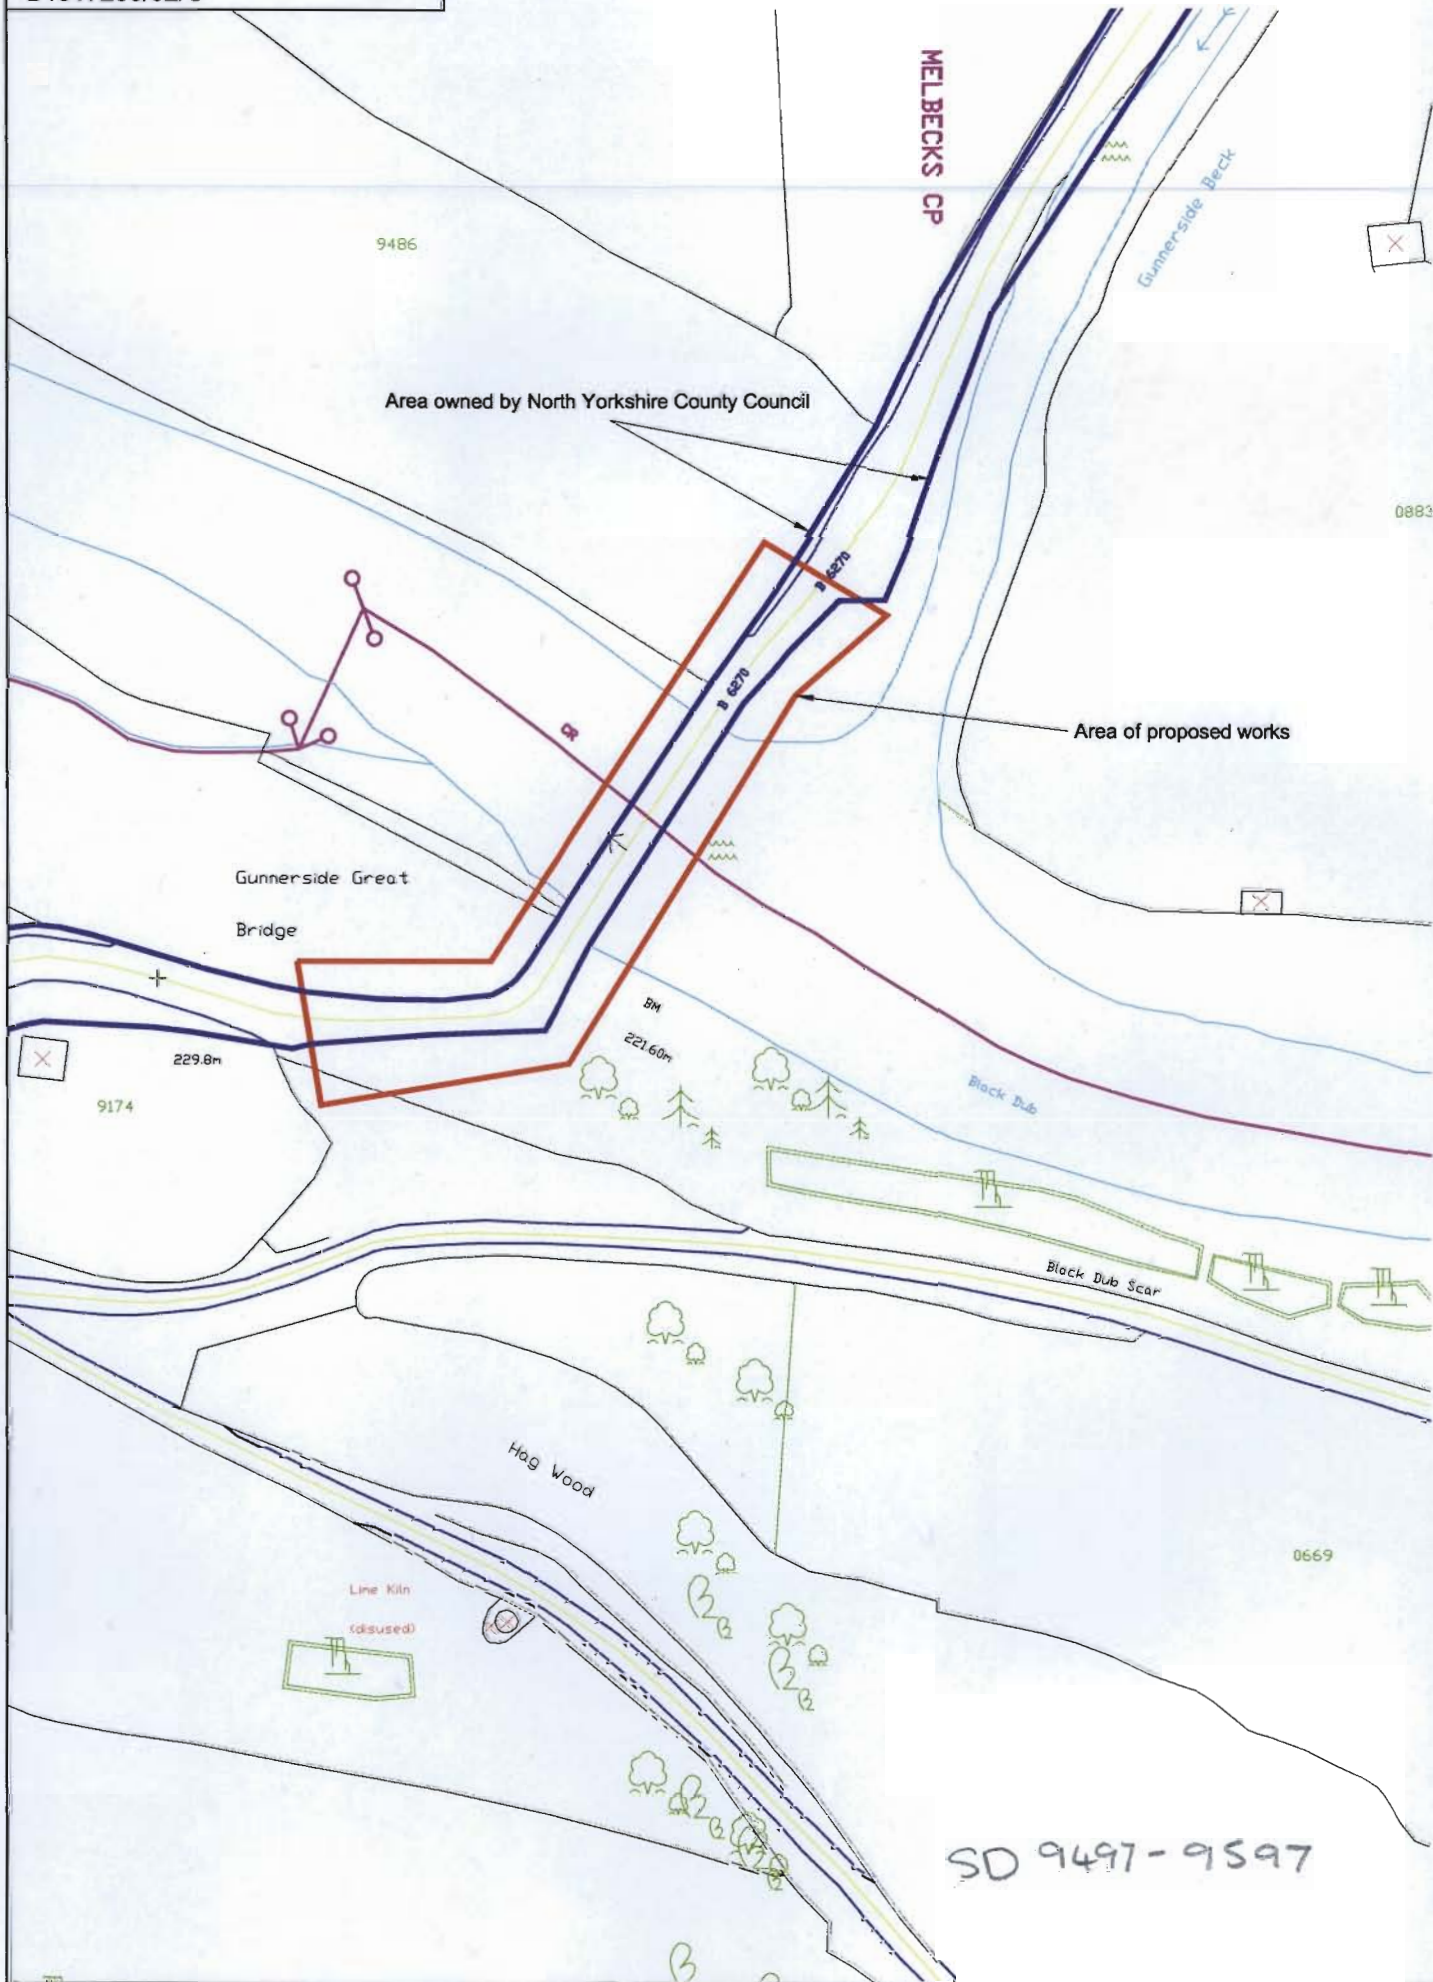 MELBECKS CP
Gunnerside Beck
9486
Area owned by North Yorkshire County Council
0883
B 6270
B 6270
CR
Area of proposed works
Gunnerside Great
Bridge
BM
221.60m
229.8m
9174
Black Dub
Black Dub Scar
Hag Wood
0669
Lime Kiln
(disused)
SD 9497-9597